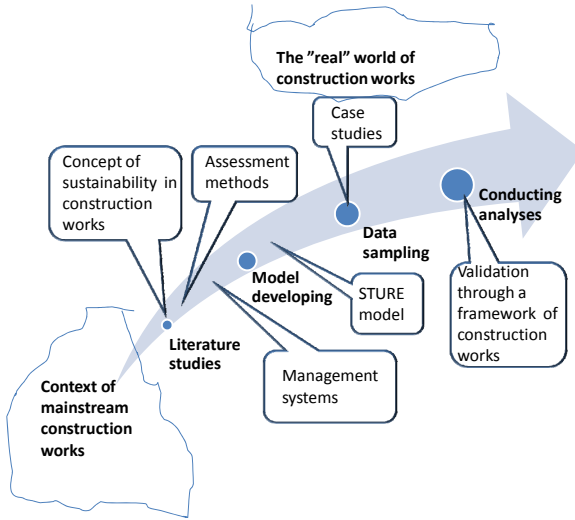 The ”real” world of
construction works
Case
studies
Concept of
sustainability in
construction
works
Assessment
methods
Conducting
analyses
Data
sampling
Model
developing
STURE
model
Validation
through a
framework of
construction
works
Literature
studies
Management
systems
Context of
mainstream
construction
works